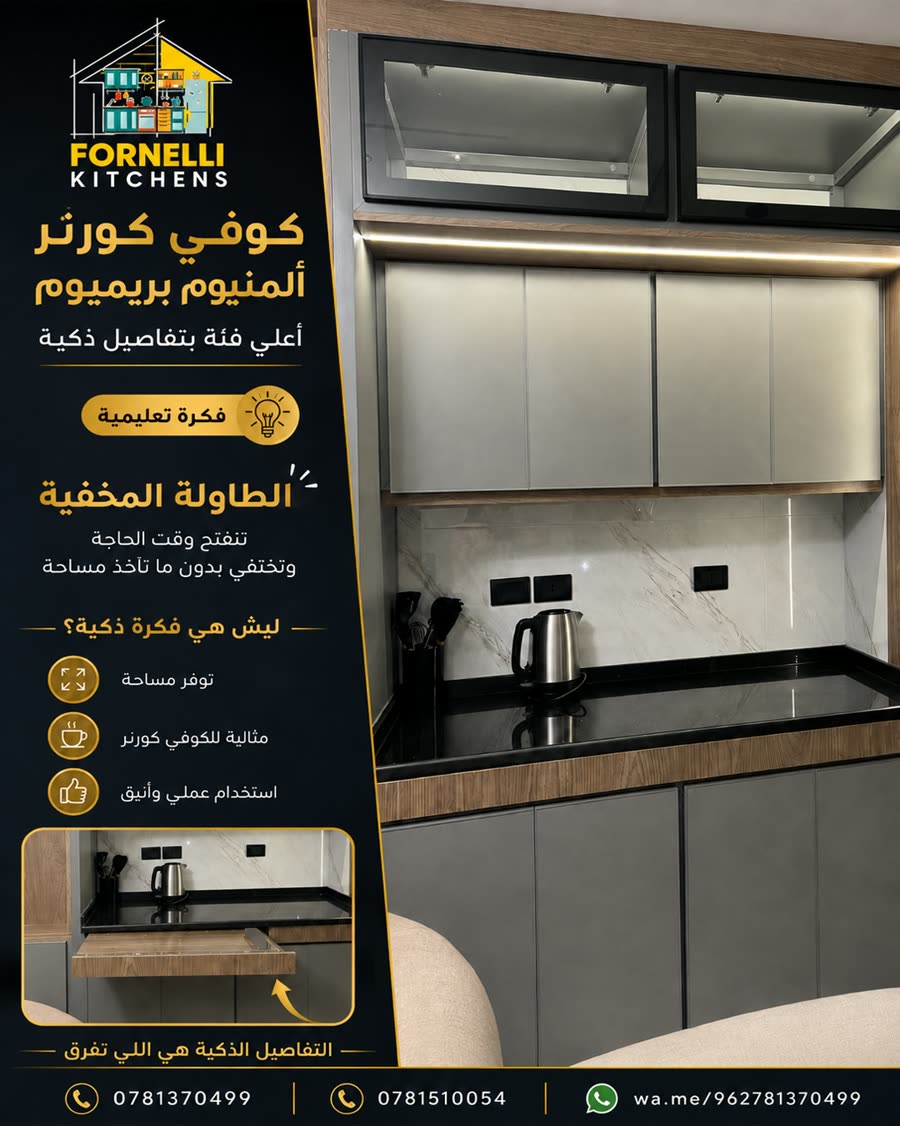 FORNELLI
KITCHENS
كوفي كورنر
ألمنيوم بريميوم
أعلي فئة بتفاصيل ذكية
فكرة تعليمية
الطاولة المخفية
تنفتح وقت الحاجة
وتختفي بدون ما تأخذ مساحة
ليش هي فكرة ذكية؟
توفر مساحة
مثالية للكوفي كورنر
استخدام عملي وأنيق
التفاصيل الذكية هي اللي تفرق
0781370499
0781510054
wa.me/962781370499